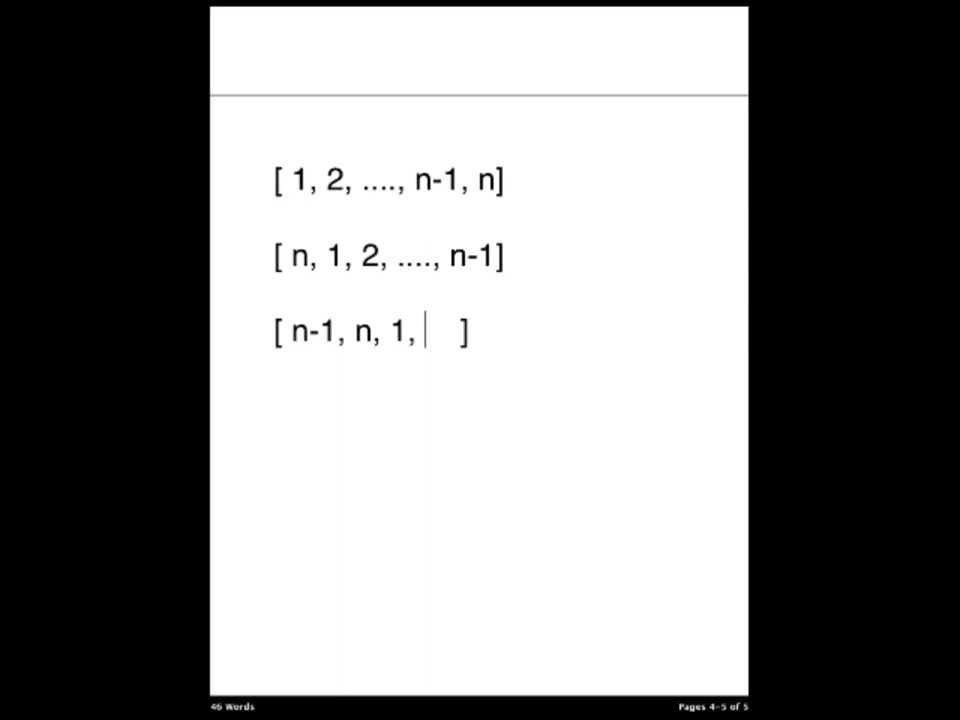 [ 1, 2, ...., n-1, n]
[ n, 1, 2, ...., n-1]
[ n-1, n, 1, ]
46 Words
Pages 4-5 of 5